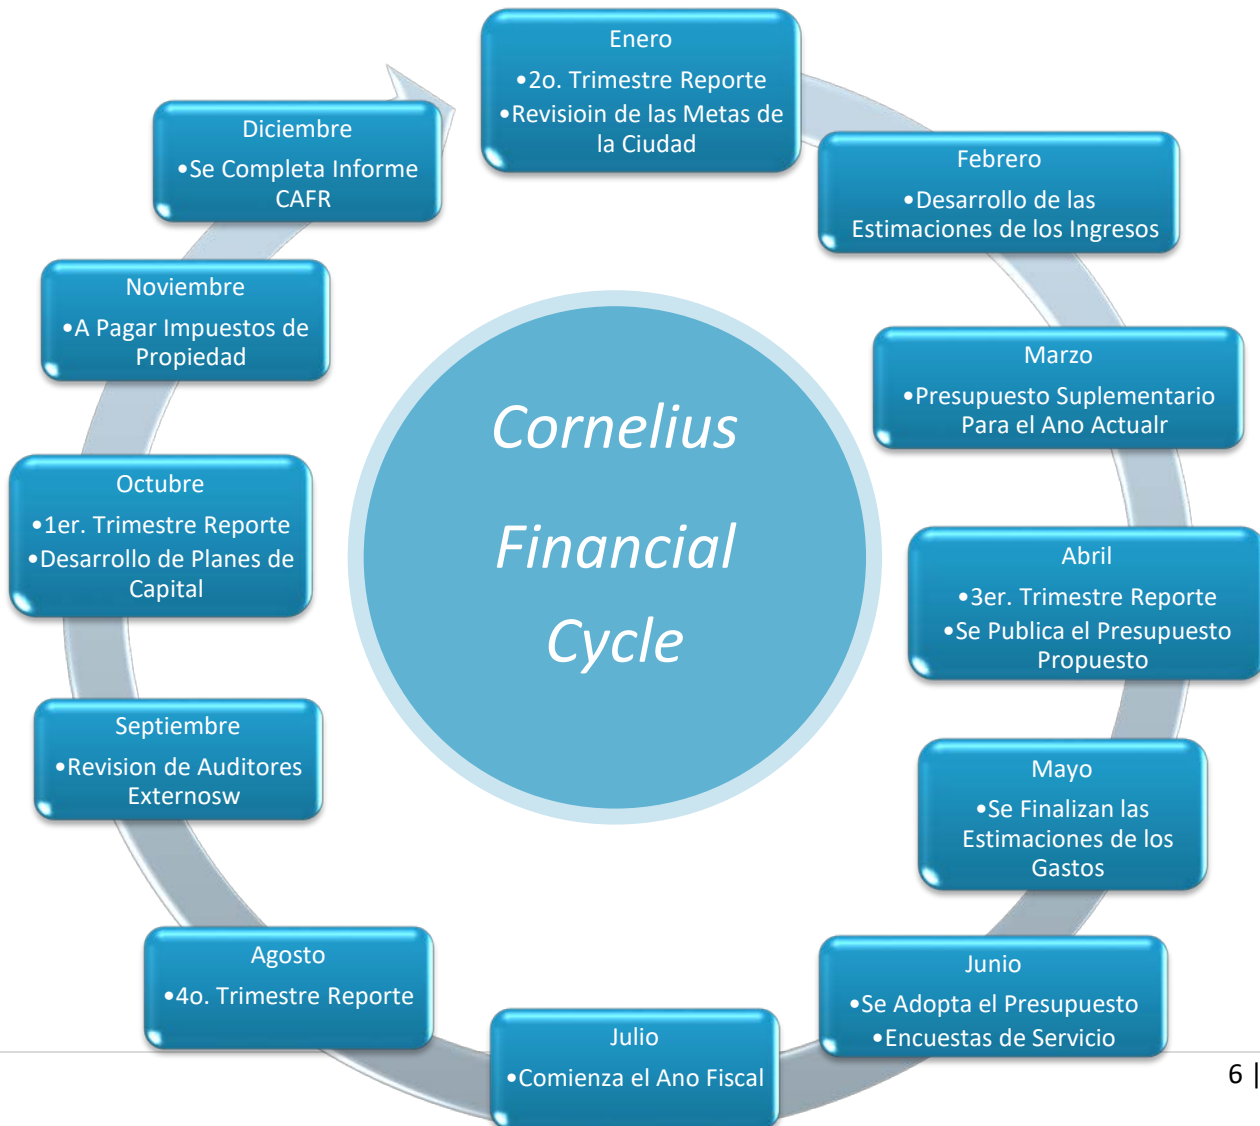 Enero
•2o. Trimestre Reporte
•Revisioin de las Metas de
la Ciudad
Febrero
•Desarrollo de las
Estimaciones de los Ingresos
Marzo
•Presupuesto Suplementario
Para el Ano Actualr
Abril
•3er. Trimestre Reporte
•Se Publica el Presupuesto
Propuesto
Mayo
•Se Finalizan las
Estimaciones de los
Gastos
Junio
•Se Adopta el Presupuesto
•Encuestas de Servicio
Julio
•Comienza el Ano Fiscal
Agosto
•4o. Trimestre Reporte
Septiembre
•Revision de Auditores
Externosw
Octubre
•1er. Trimestre Reporte
•Desarrollo de Planes de
Capital
Noviembre
•A Pagar Impuestos de
Propiedad
Diciembre
•Se Completa Informe
CAFR
Cornelius
Financial
Cycle
6 |